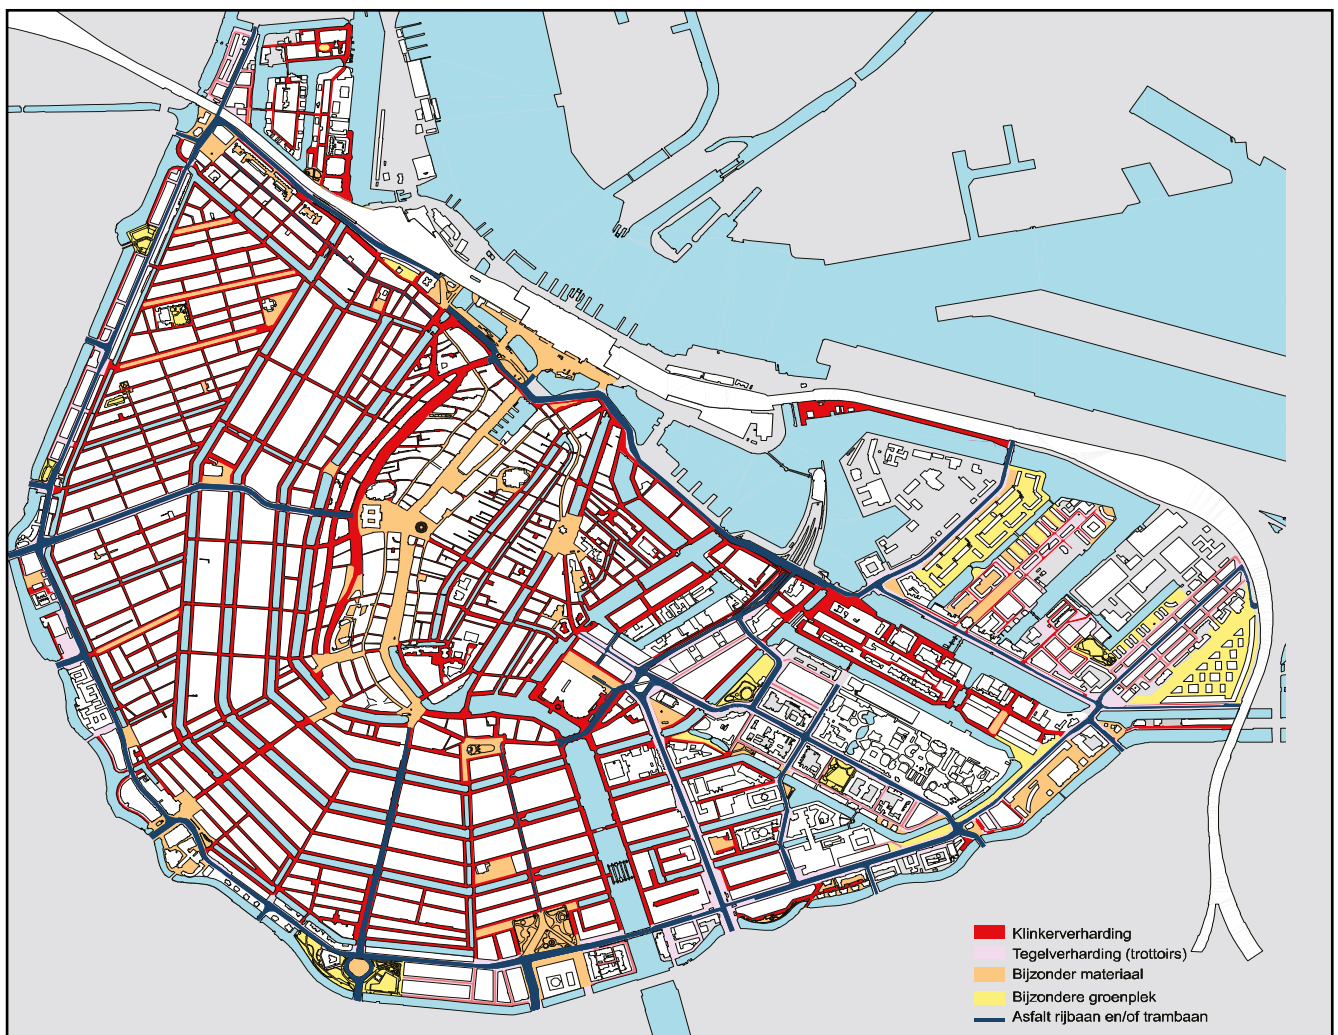 Klinkerverharding
Tegelverharding (trottoirs)
Bijzonder materiaal
Bijzondere groenplek
Asfalt rijbaan en/of trambaan